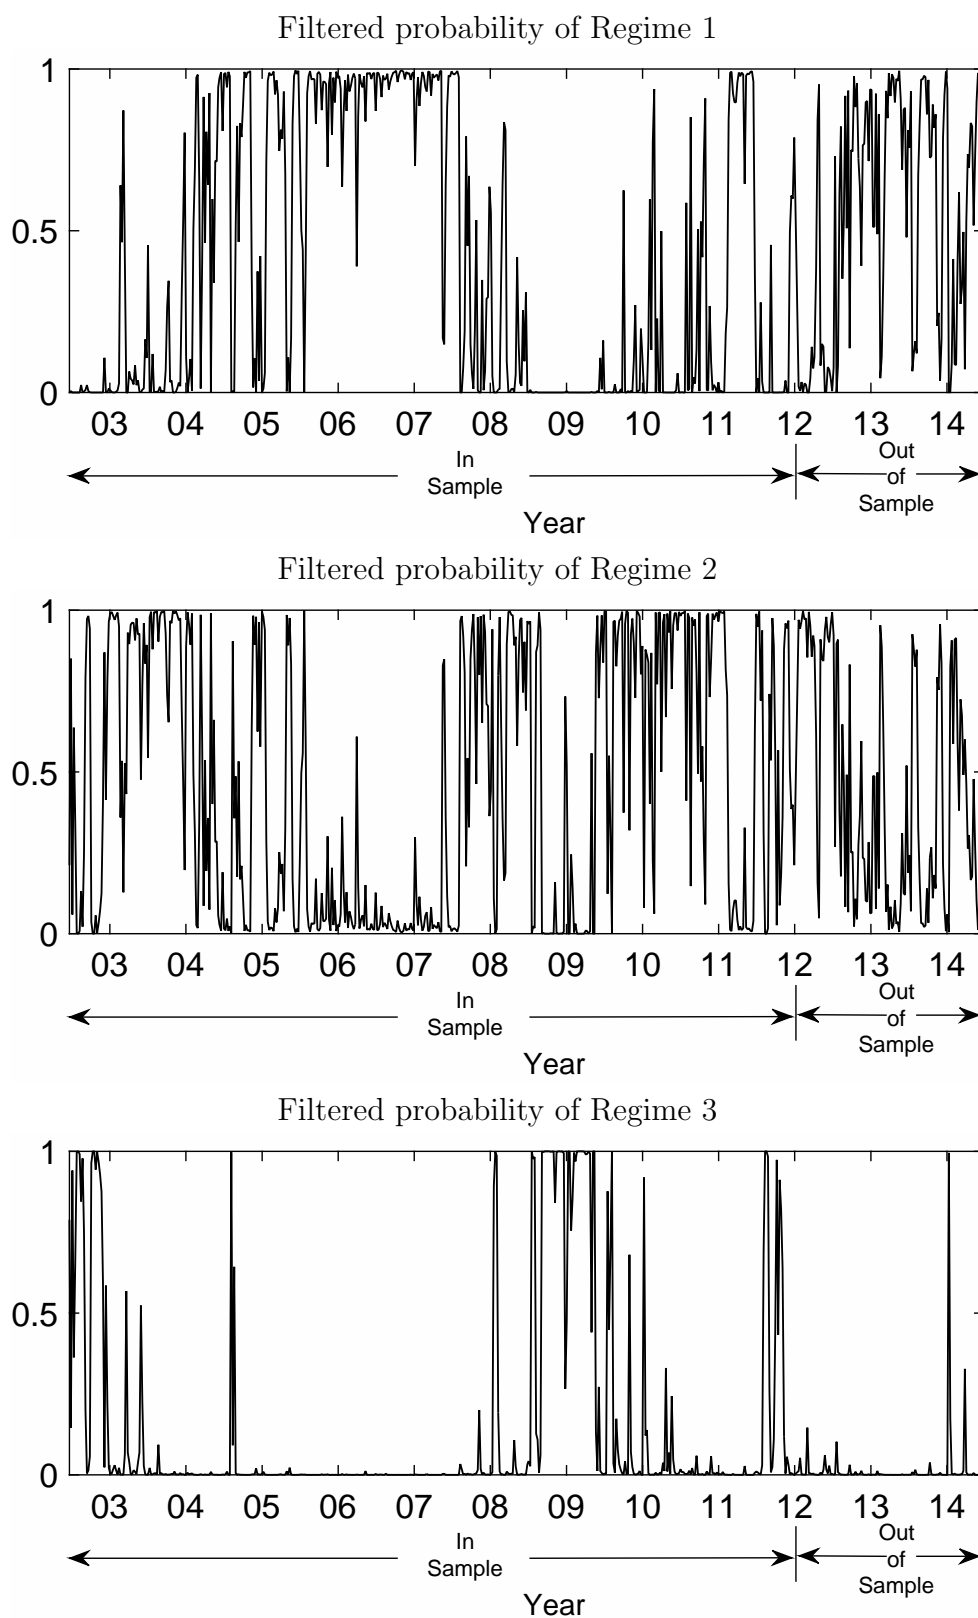 Filtered probability of Regime 1
1
0.5
0
03 04 05 06 07 08 09 10 11 12 13 14
In
Sample
Out
of
Sample
Year
Filtered probability of Regime 2
1
0.5
0
03 04 05 06 07 08 09 10 11 12 13 14
In
Sample
Out
of
Sample
Year
Filtered probability of Regime 3
1
0.5
0
03 04 05 06 07 08 09 10 11 12 13 14
In
Sample
Out
of
Sample
Year